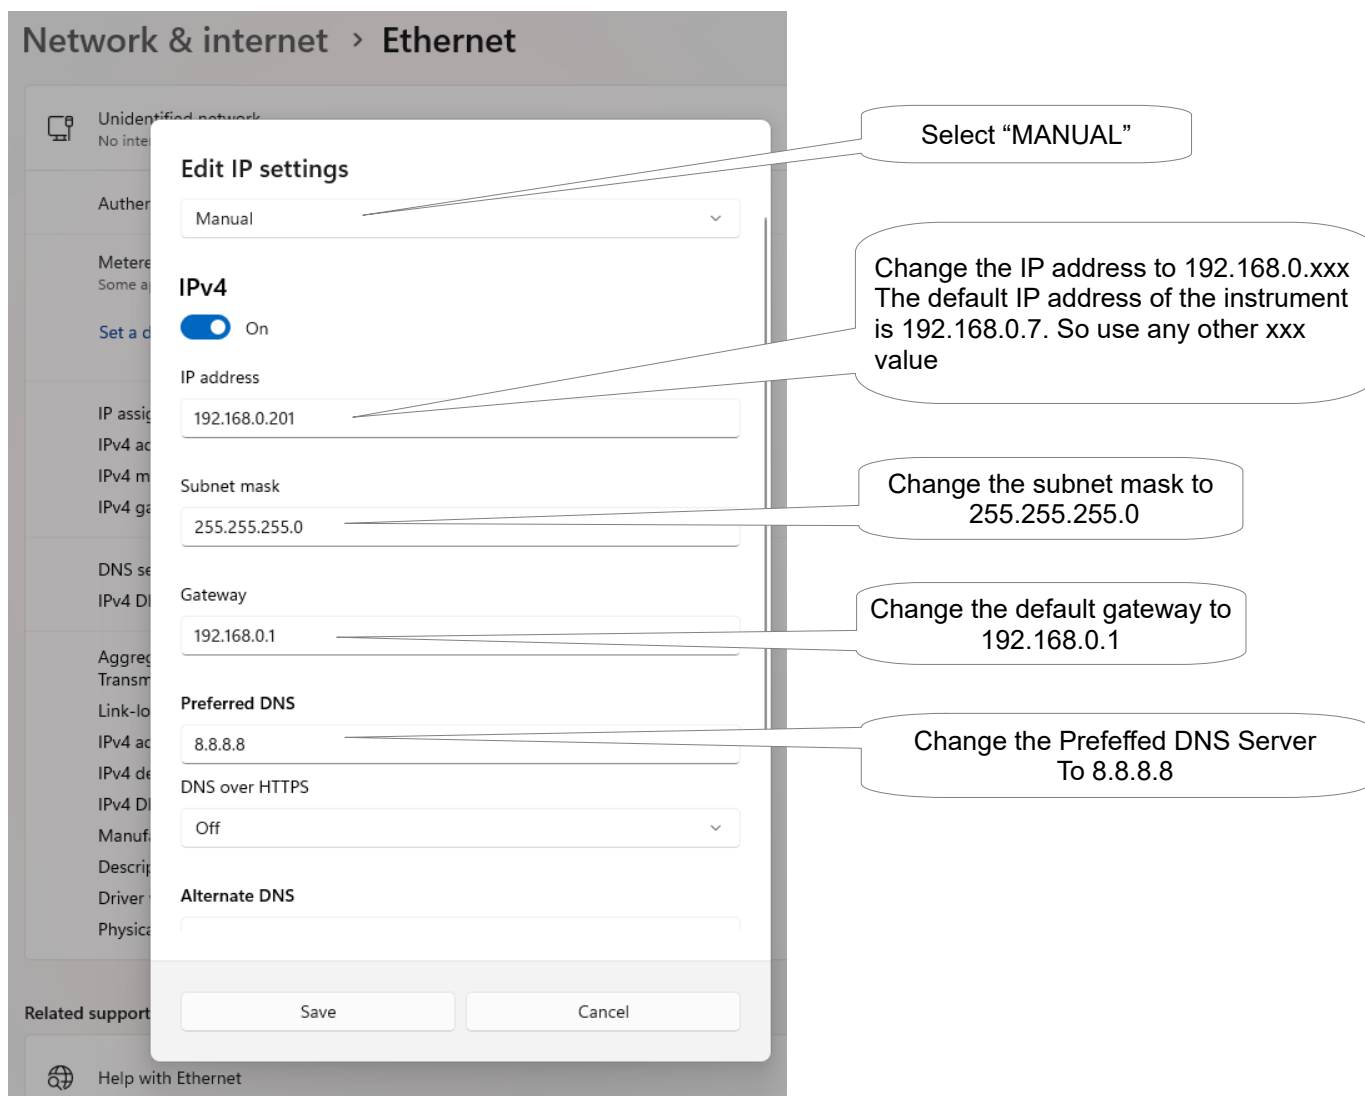 Network & internet > Ethernet
Unidentified network
No inte
Edit IP settings
Select “MANUAL”
Auther
Manual
Metere
Some a
IPv4
Change the IP address to 192.168.0.xxx
The default IP address of the instrument
is 192.168.0.7. So use any other xxx
value
Set a d
On
IP address
IP assig
192.168.0.201
IPv4 ad
IPv4 m
Subnet mask
Change the subnet mask to
255.255.255.0
IPv4 ga
255.255.255.0
DNS se
IPv4 D
Gateway
Change the default gateway to
192.168.0.1
192.168.0.1
Aggreg
Transm
Link-lo
Preferred DNS
IPv4 ad
8.8.8.8
Change the Prefeffed DNS Server
To 8.8.8.8
IPv4 de
DNS over HTTPS
IPv4 D
Off
Manuf
Descrip
Driver
Alternate DNS
Physica
Related support
Save
Cancel
Help with Ethernet